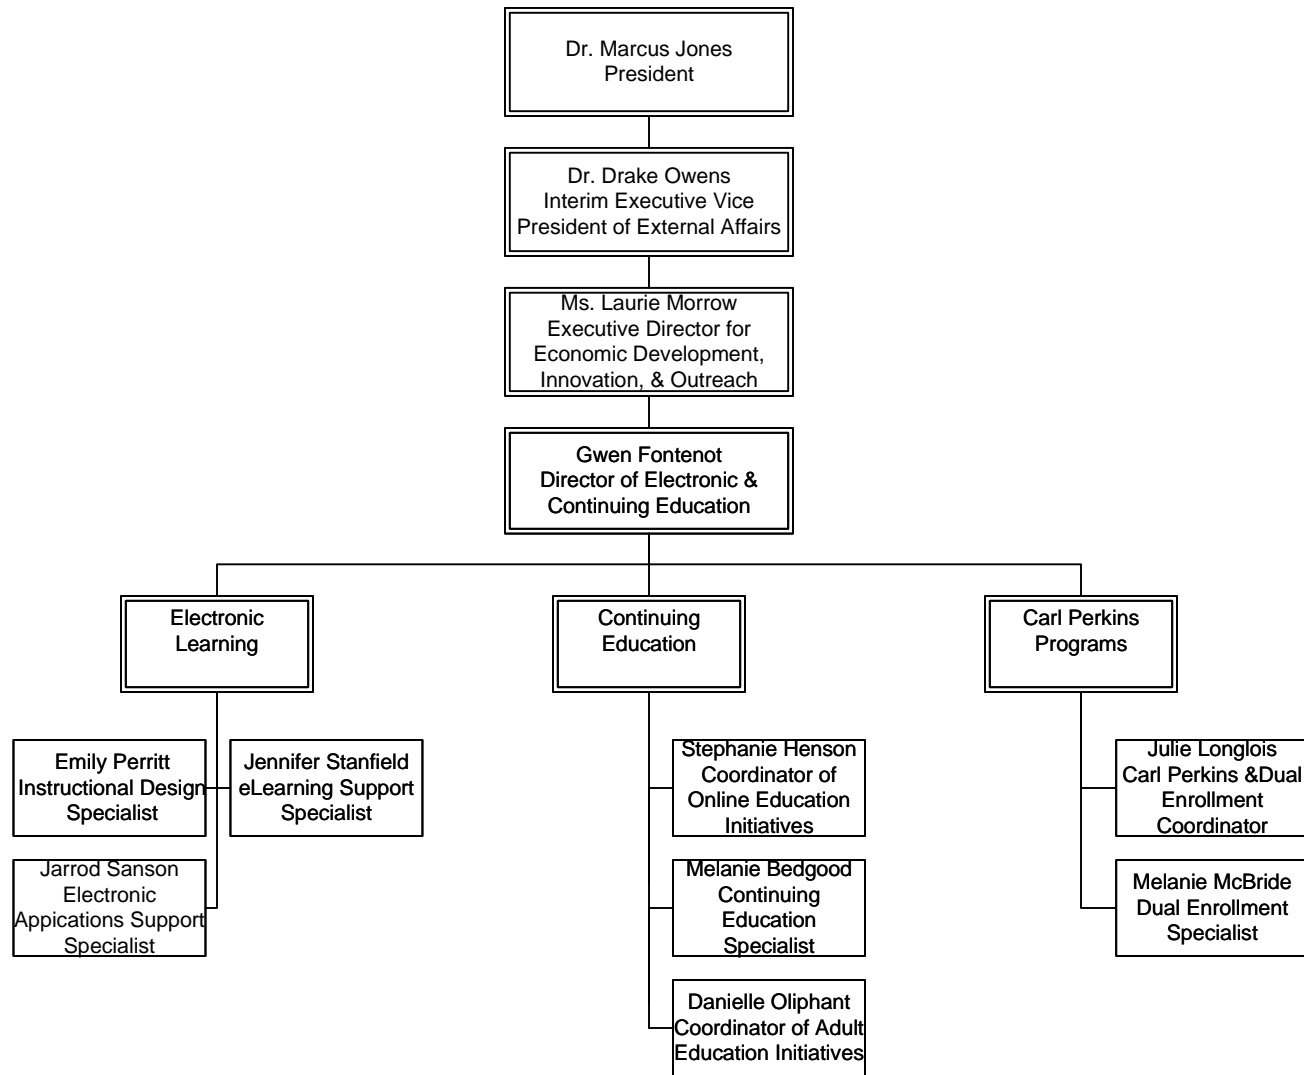 Dr. Marcus Jones
President
Dr. Drake Owens
Interim Executive Vice
President of External Affairs
Ms. Laurie Morrow
Executive Director for
Economic Development,
Innovation, & Outreach
Gwen Fontenot
Director of Electronic &
Continuing Education
Electronic
Learning
Emily Perritt
Instructional Design
Specialist
Jennifer Stanfield
eLearning Support
Specialist
Jarrod Sanson
Electronic
Appications Support
Specialist
Continuing
Education
Stephanie Henson
Coordinator of
Online Education
Initiatives
Melanie Bedgood
Continuing
Education
Specialist
Danielle Oliphant
Coordinator of Adult
Education Initiatives
Carl Perkins
Programs
Julie Longlois
Carl Perkins &Dual
Enrollment
Coordinator
Melanie McBride
Dual Enrollment
Specialist